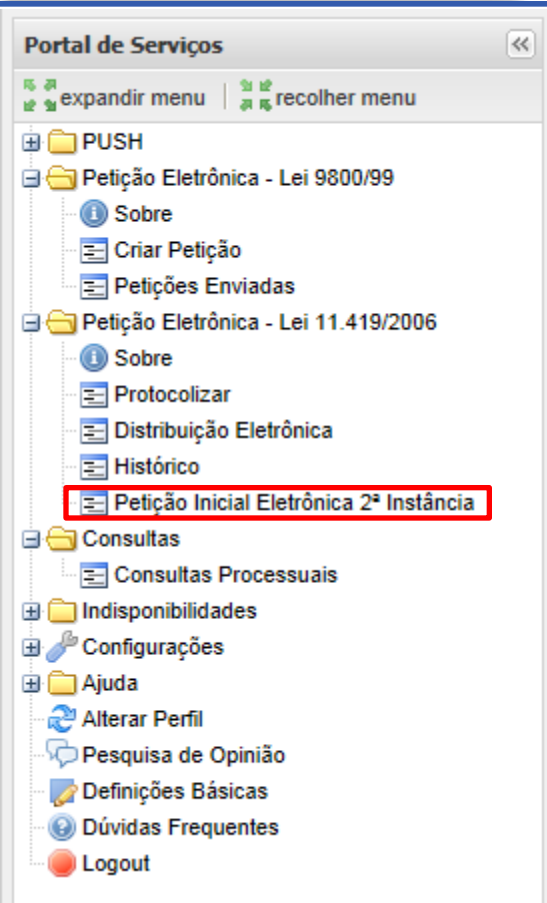 Portal de Serviços
expandir menu recolher menu
PUSH
Petição Eletrônica - Lei 9800/99
Sobre
Criar Petição
Petições Enviadas
Petição Eletrônica - Lei 11.419/2006
Sobre
Protocolizar
Distribuição Eletrônica
Histórico
Petição Inicial Eletrônica 2ª Instância
Consultas
Consultas Processuais
Indisponibilidades
Configurações
Ajuda
Alterar Perfil
Pesquisa de Opinião
Definições Básicas
Dúvidas Frequentes
Logout